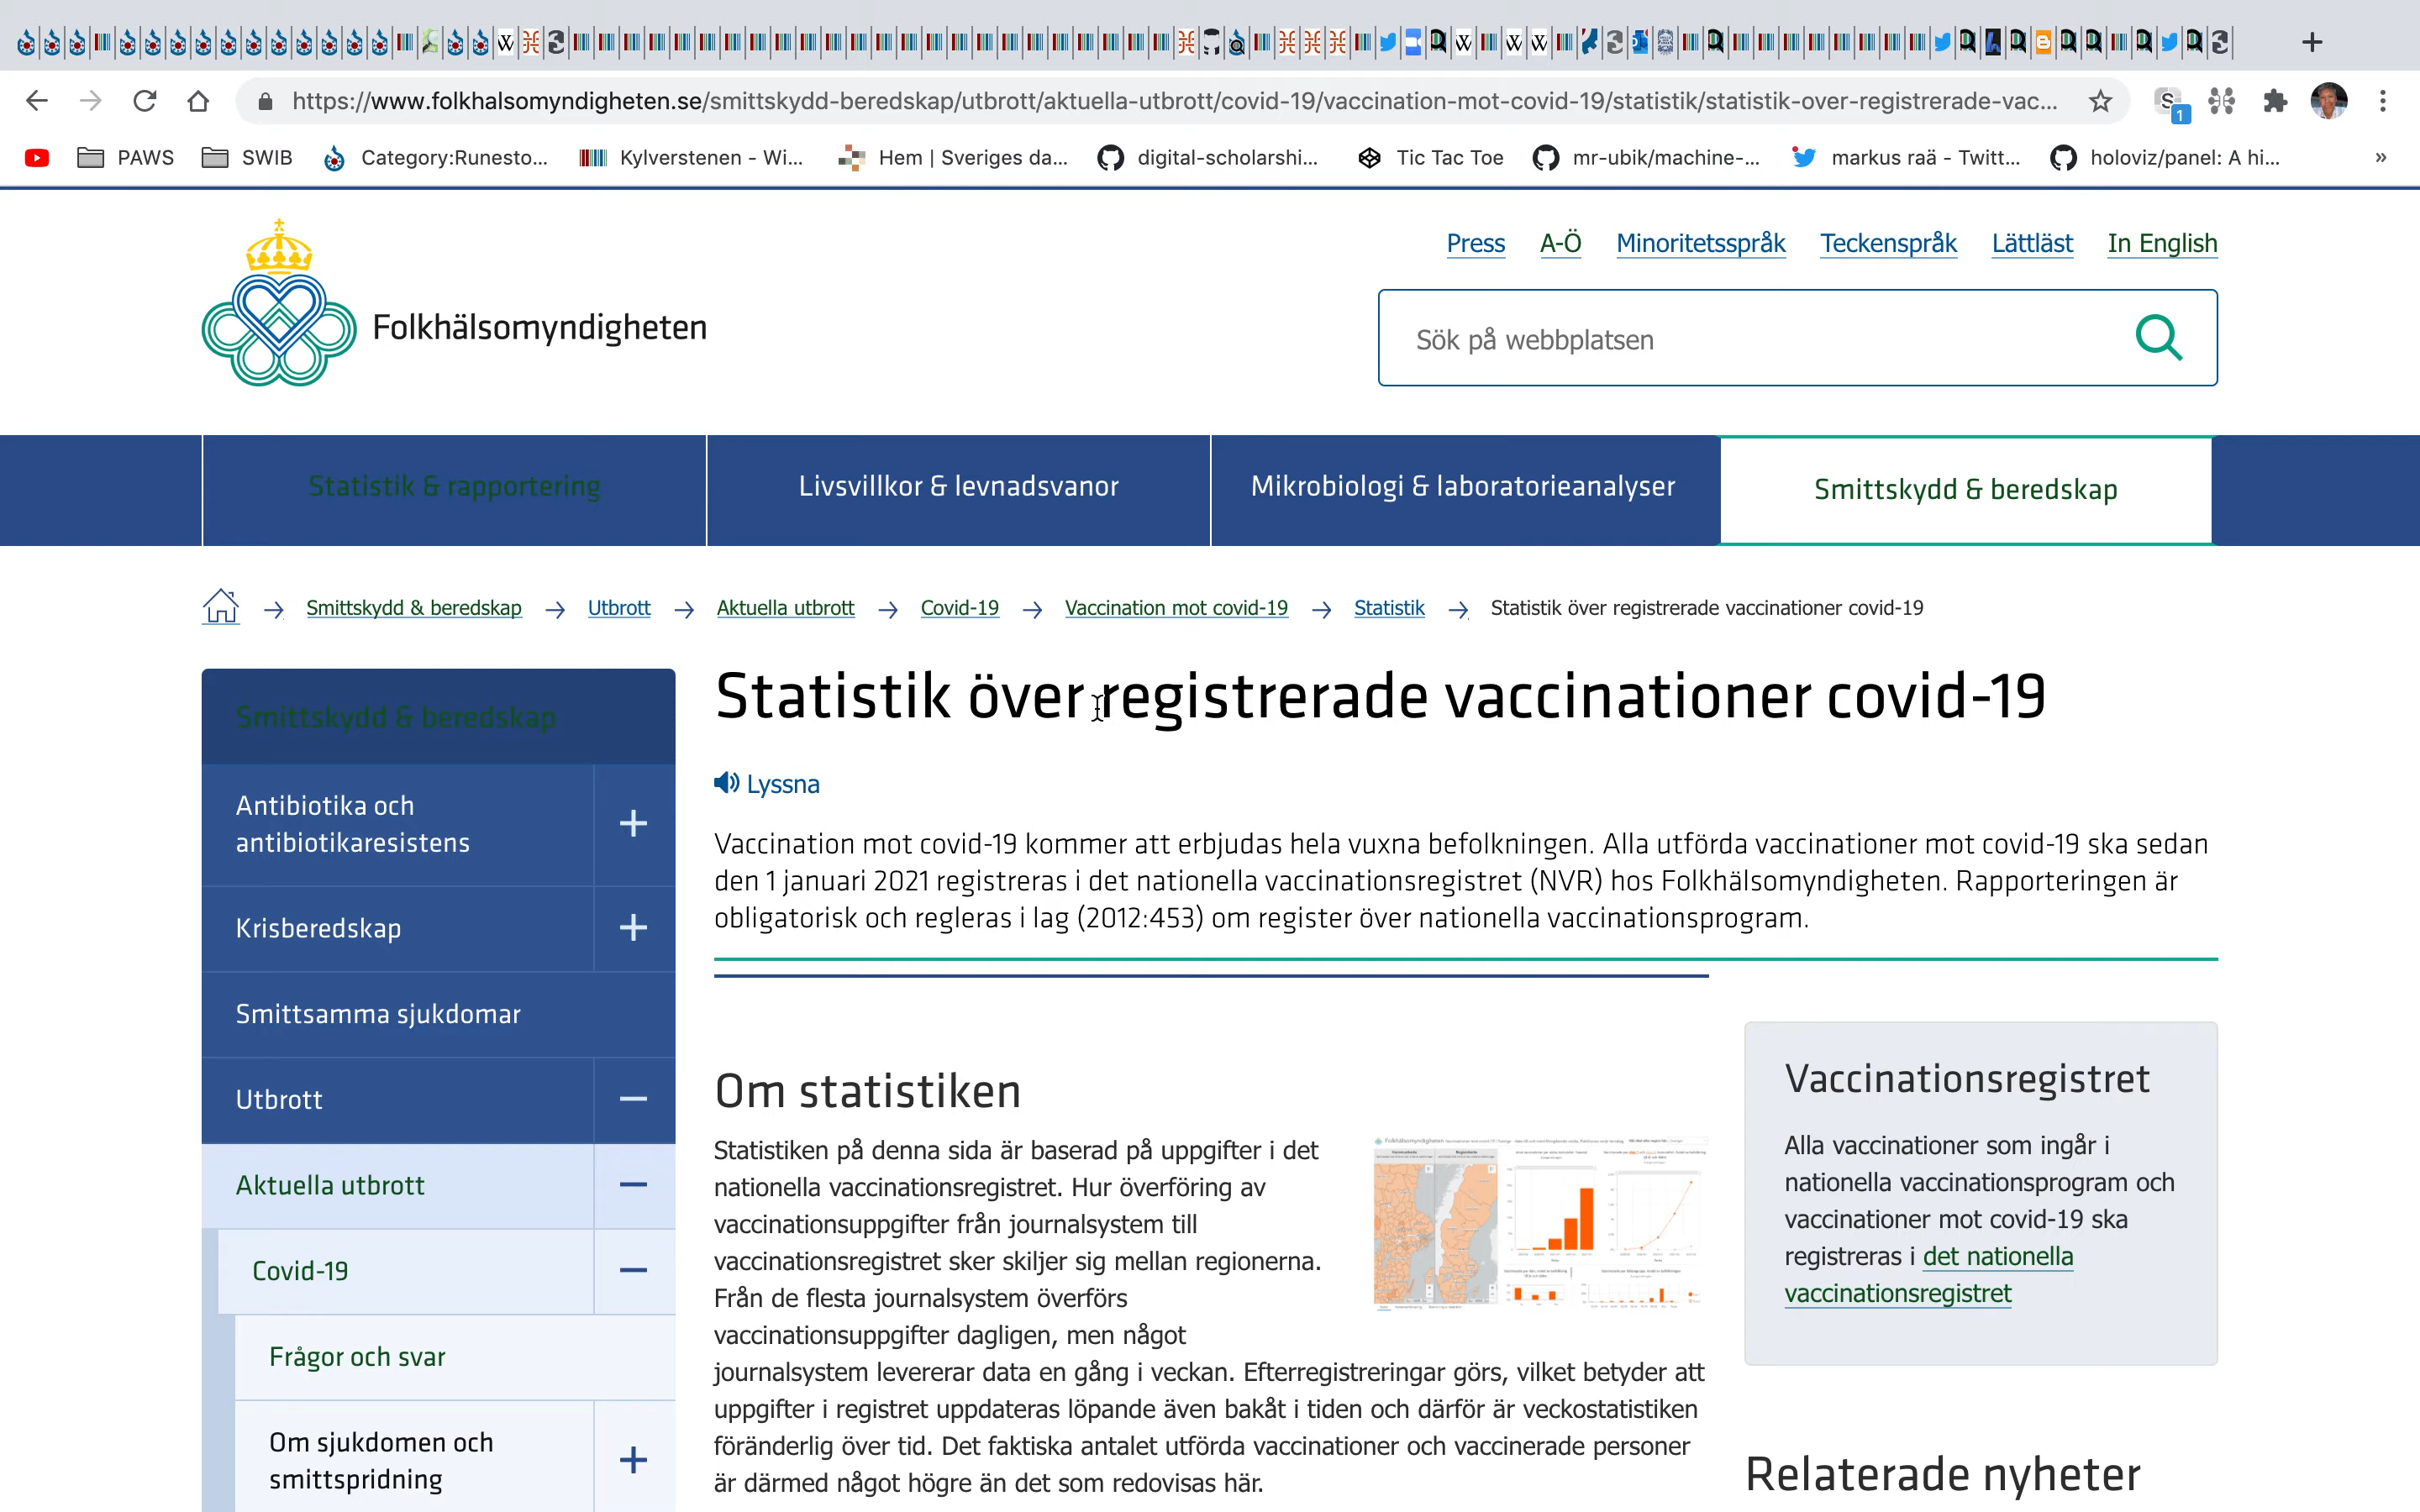 https://www.folkhalsomyndigheten.se/smittskydd-beredskap/utbrott/aktuella-utbrott/covid-19/vaccination-mot-covid-19/statistik/statistik-over-registrerade-vac...
1
PAWS
SWIB
Category:Runesto...
Kylverstenen - Wi...
Hem | Sveriges da...
digital-scholarshi...
Tic Tac Toe
mr-ubik/machine-...
markus raä - Twitt...
holoviz/panel: A hi...
»
Press
A-Ö
Minoritetsspråk
Teckenspråk
Lättläst
In English
Folkhälsomyndigheten
Sök på webbplatsen
Statistik & rapportering
Livsvillkor & levnadsvanor
Mikrobiologi & laboratorieanalyser
Smittskydd & beredskap
Smittskydd & beredskap
Utbrott
Aktuella utbrott
Covid-19
Vaccination mot covid-19
Statistik
Statistik över registrerade vaccinationer covid-19
Smittskydd & beredskap
Antibiotika och
antibiotikaresistens
Krisberedskap
Smittsamma sjukdomar
Utbrott
Aktuella utbrott
Covid-19
Frågor och svar
Om sjukdomen och
smittspridning
Statistik över registrerade vaccinationer covid-19
Lyssna
Vaccination mot covid-19 kommer att erbjudas hela vuxna befolkningen. Alla utförda vaccinationer mot covid-19 ska sedan
den 1 januari 2021 registreras i det nationella vaccinationsregistret (NVR) hos Folkhälsomyndigheten. Rapporteringen är
obligatorisk och regleras i lag (2012:453) om register över nationella vaccinationsprogram.
Om statistiken
Statistiken på denna sida är baserad på uppgifter i det
nationella vaccinationsregistret. Hur överföring av
vaccinationsuppgifter från journalsystem till
vaccinationsregistret sker skiljer sig mellan regionerna.
Från de flesta journalsystem överförs
vaccinationsuppgifter dagligen, men något
journalsystem levererar data en gång i veckan. Efterregistreringar görs, vilket betyder att
uppgifter i registret uppdateras löpande även bakåt i tiden och därför är veckostatistiken
föränderlig över tid. Det faktiska antalet utförda vaccinationer och vaccinerade personer
är därmed något högre än det som redovisas här.
Folkhälsomyndigheten
Vaccinationsregistret
Alla vaccinationer som ingår i
nationella vaccinationsprogram och
vaccinationer mot covid-19 ska
registreras i det nationella
vaccinationsregistret
Relaterade nyheter